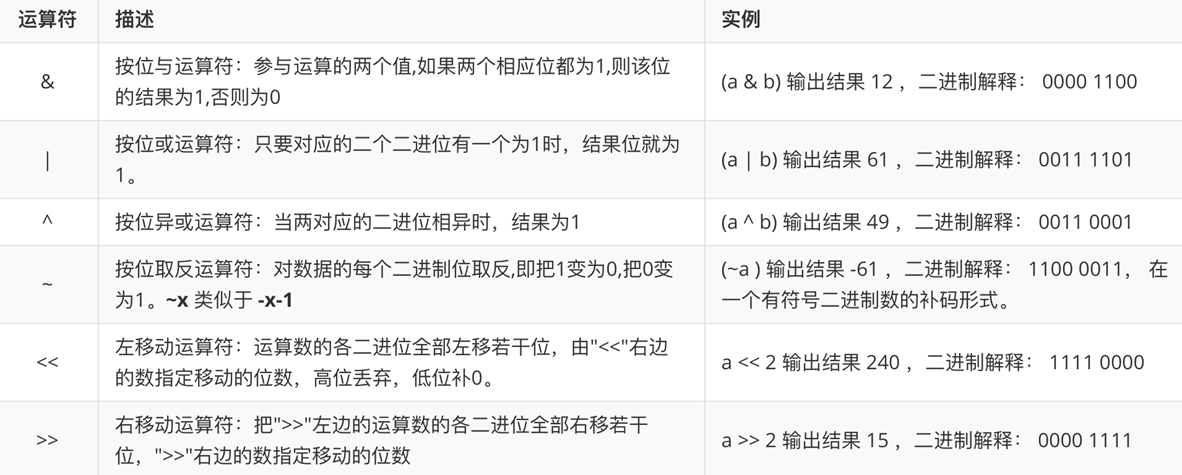 运算符 描述 实例
& 按位与运算符：参与运算的两个值,如果两个相应位都为1,则该位的结果为1,否则为0 (a & b) 输出结果 12 ，二进制解释： 0000 1100
| 按位或运算符：只要对应的二个二进位有一个为1时，结果位就为1。 (a | b) 输出结果 61 ，二进制解释： 0011 1101
^ 按位异或运算符：当两对应的二进位相异时，结果为1 (a ^ b) 输出结果 49 ，二进制解释： 0011 0001
~ 按位取反运算符：对数据的每个二进制位取反,即把1变为0,把0变为1。~x 类似于 -x-1 (~a ) 输出结果 -61 ，二进制解释： 1100 0011， 在一个有符号二进制数的补码形式。
<< 左移动运算符：运算数的各二进位全部左移若干位，由"<<"右边的数指定移动的位数，高位丢弃，低位补0。 a << 2 输出结果 240 ，二进制解释： 1111 0000
>> 右移动运算符：把">>"左边的运算数的各二进位全部右移若干位，">>"右边的数指定移动的位数 a >> 2 输出结果 15 ，二进制解释： 0000 1111